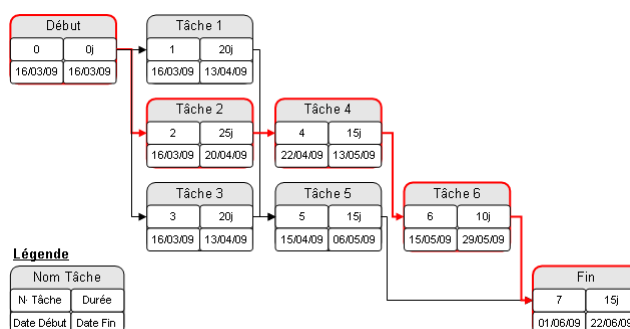 Début
0 0j
16/03/09 16/03/09
Tâche 1
1 20j
16/03/09 13/04/09
Tâche 2
2 25j
16/03/09 20/04/09
Tâche 4
4 15j
22/04/09 13/05/09
Tâche 3
3 20j
16/03/09 13/04/09
Tâche 5
5 15j
15/04/09 06/05/09
Tâche 6
6 10j
15/05/09 29/05/09
Légende
Nom Tâche
N· Tâche Durée
Date Début Date Fin
Fin
7 15j
01/06/09 22/06/09